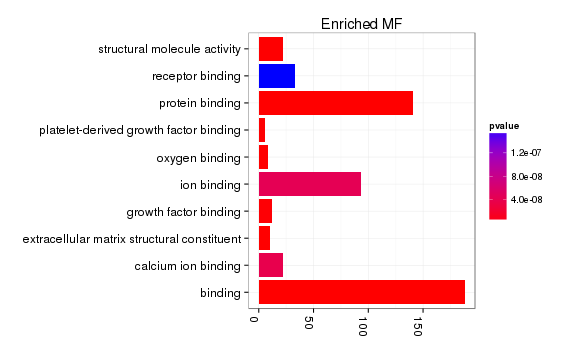 Enriched MF
structural molecule activity
receptor binding
protein binding
platelet-derived growth factor binding
oxygen binding
ion binding
growth factor binding
extracellular matrix structural constituent
calcium ion binding
binding
0
50
100
150
pvalue
1.2e-07
8.0e-08
4.0e-08